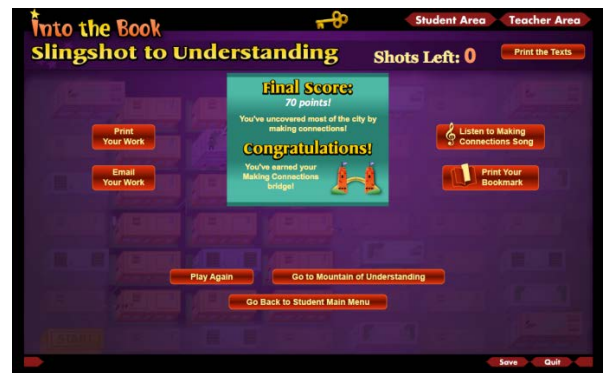 Into the Book
Student Area
Teacher Area
Slingshot to Understanding
Shots Left: 0
Print the Texts
Final Score:
70 points!
You've uncovered most of the city by
making connections!
Congratulations!
You've earned your
Making Connections
bridge!
Print
Your Work
Email
Your Work
Listen to Making
Connections Song
Print Your
Bookmark
Play Again
Go to Mountain of Understanding
Go Back to Student Main Menu
START
Save
Quit